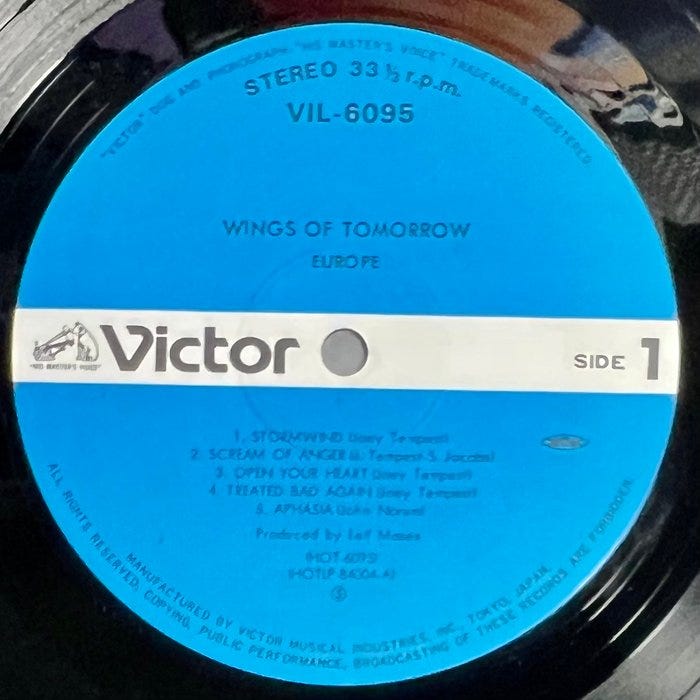 "VICTOR" DOG AND PHONOGRAPH, "HIS MASTER'S VOICE" TRADEMARKS REGISTERED.
STEREO 33 ⅓ r.p.m.
VIL-6095
WINGS OF TOMORROW
EUROPE
"HIS MASTER'S VOICE"
Victor
SIDE 1
1. STORMWIND (Joey Tempest)
2. SCREAM OF ANGER (J. Tempest-S. Jacobs)
3. OPEN YOUR HEART (Joey Tempest)
4. TREATED BAD AGAIN (Joey Tempest)
5. APHASIA (John Norum)
Produced by Leif Mases
(HOT-6095)
(HOTLP 84004-A)
Ⓢ
MANUFACTURED BY VICTOR MUSICAL INDUSTRIES, INC. TOKYO, JAPAN.
ALL RIGHTS RESERVED. COPYING, PUBLIC PERFORMANCE, BROADCASTING OF THESE RECORDS ARE FORBIDDEN.